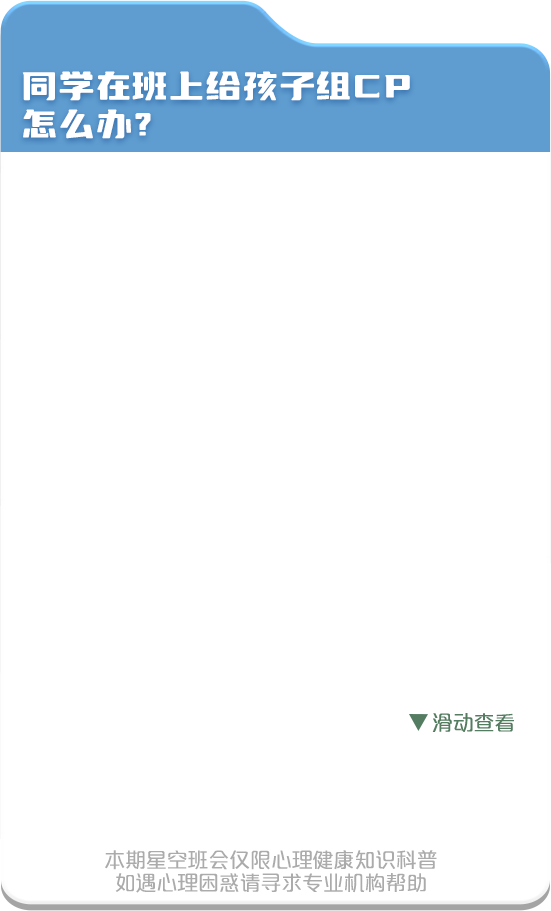 同学在班上给孩子组CP
怎么办？
▼滑动查看
本期星空班会仅限心理健康知识科普
如遇心理困惑请寻求专业机构帮助